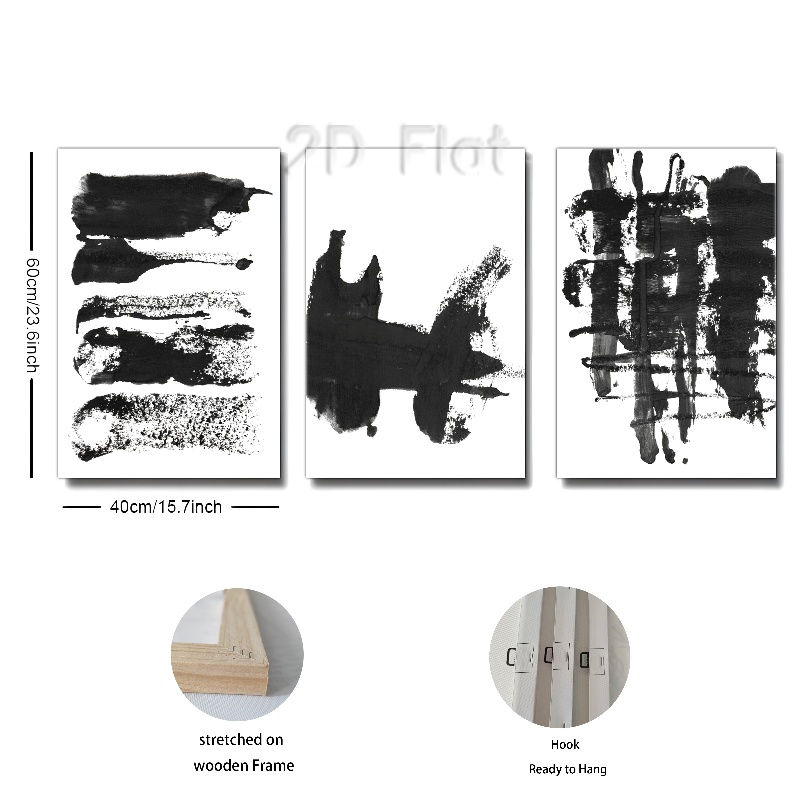 2D Flat
60cm/23.6inch
40cm/15.7inch
stretched on
wooden Frame
Hook
Ready to Hang